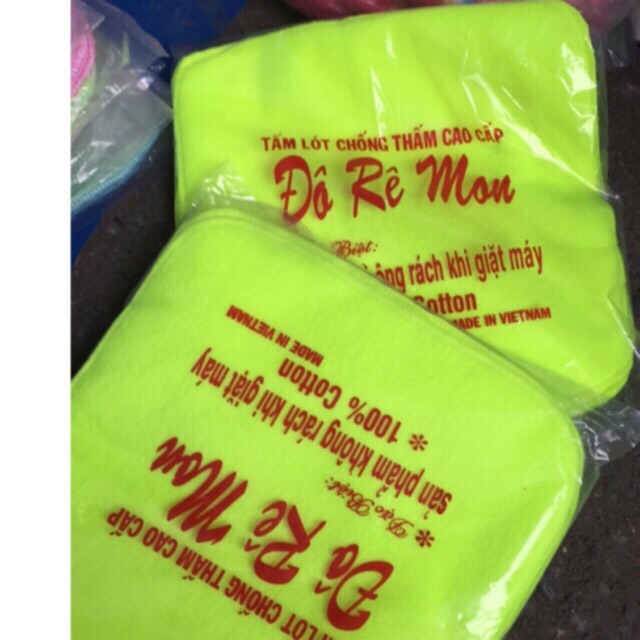 TẤM LÓT CHỐNG THẤM CAO CẤP
Đô Rê Mon
Biệt:
ông rách khi giặt máy
Cotton
MADE IN VIETNAM
TẤM LÓT CHỐNG THẤM CAO CẤP
Đô Rê Mon
* Đặc Biệt:
sản phẩm không rách khi giặt máy
* 100% Cotton
MADE IN VIETNAM